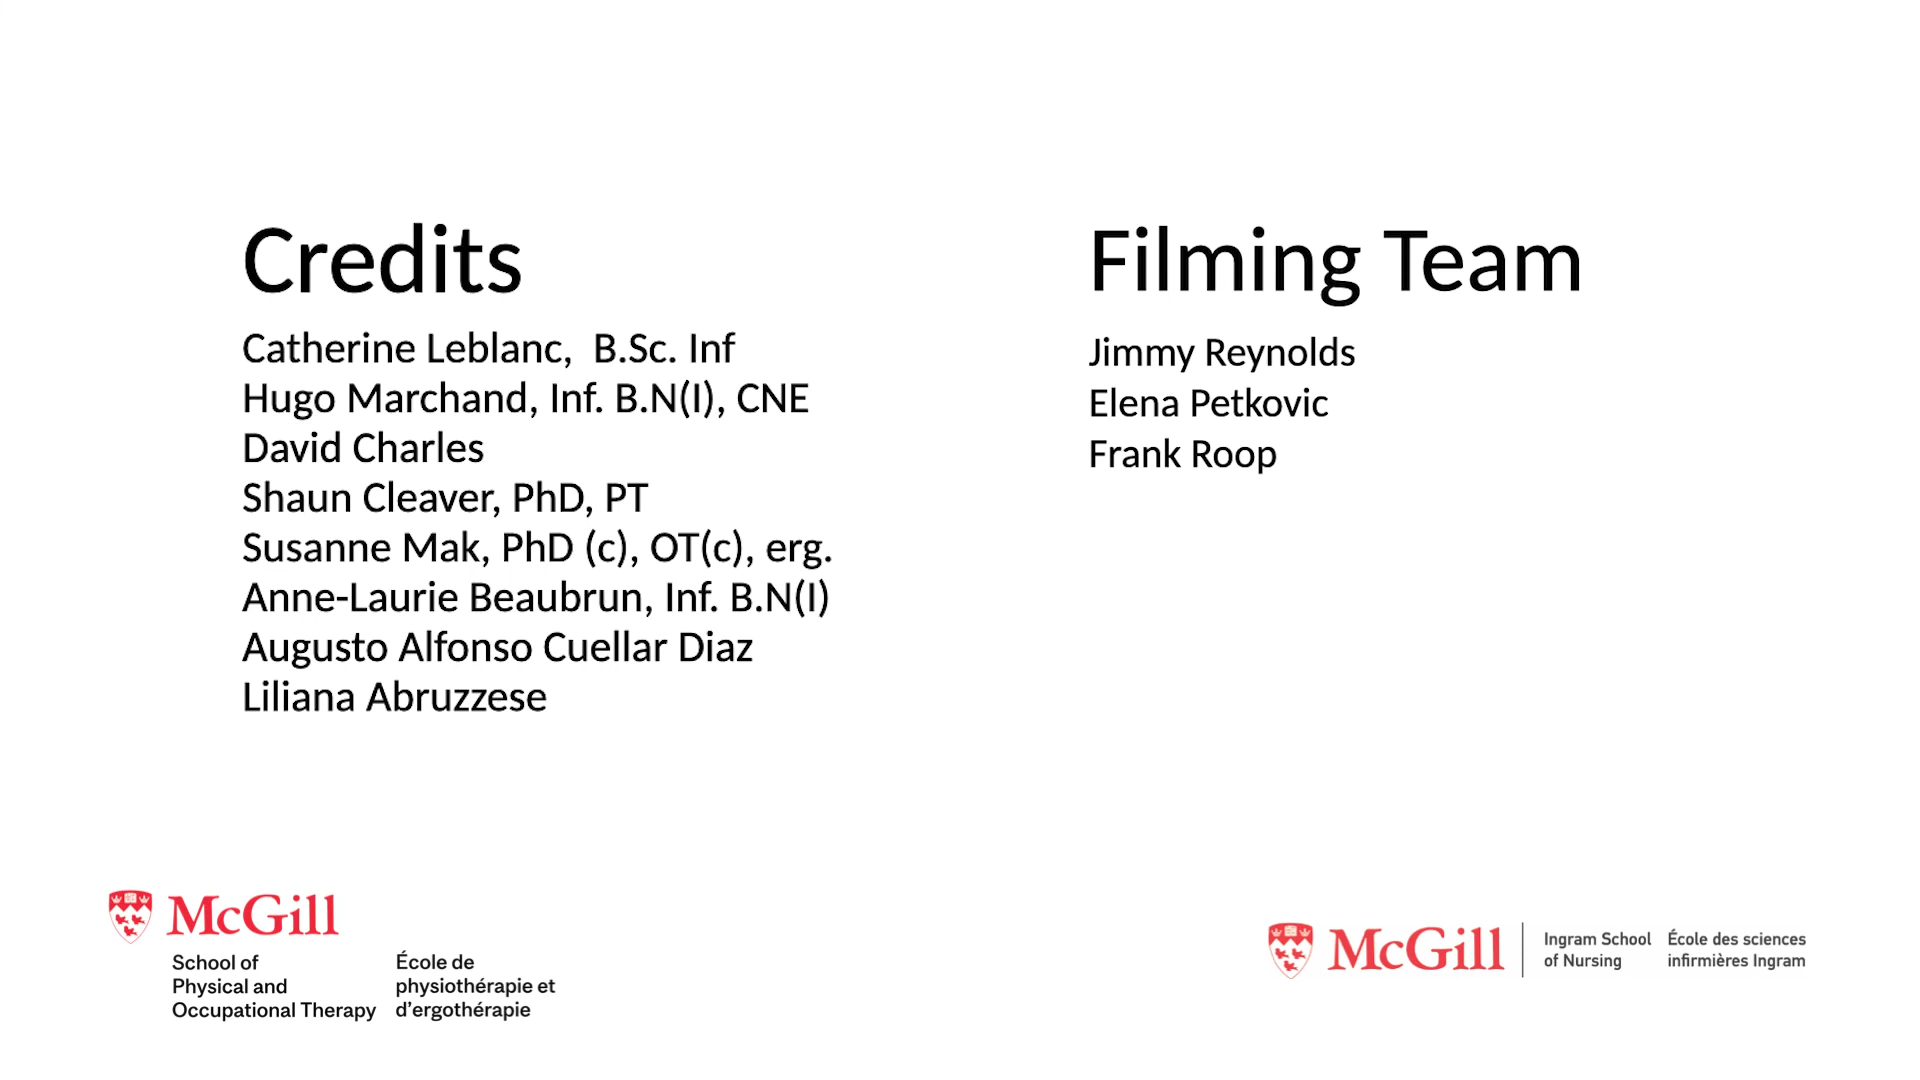 Credits
Catherine Leblanc,  B.Sc. Inf
Hugo Marchand, Inf. B.N(I), CNE
David Charles
Shaun Cleaver, PhD, PT
Susanne Mak, PhD (c), OT(c), erg.
Anne-Laurie Beaubrun, Inf. B.N(I)
Augusto Alfonso Cuellar Diaz
Liliana Abruzzese
Filming Team
Jimmy Reynolds
Elena Petkovic
Frank Roop
McGill
School of
Physical and
Occupational Therapy
École de
physiothérapie et
d’ergothérapie
McGill
Ingram School
of Nursing
École des sciences
infirmières Ingram